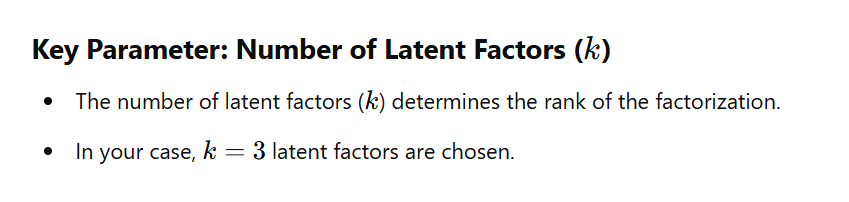 Key Parameter: Number of Latent Factors (k)
• The number of latent factors (k) determines the rank of the factorization.
• In your case, k = 3 latent factors are chosen.